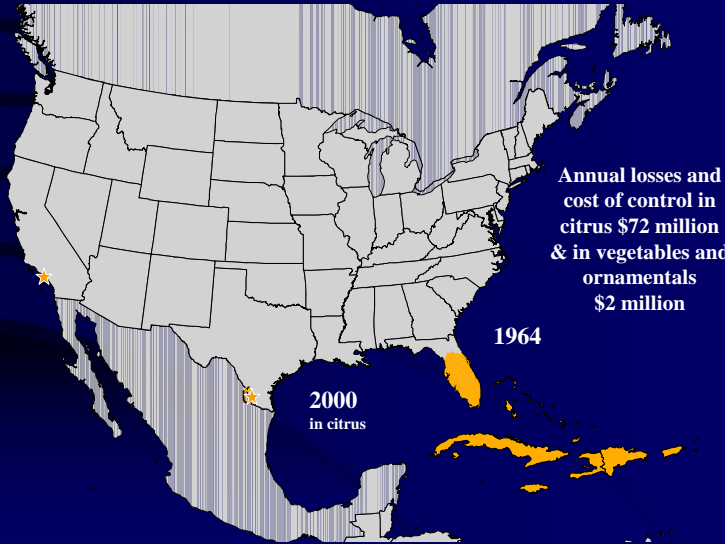 Annual losses and
cost of control in
citrus $72 million
& in vegetables and
ornamentals
$2 million
1964
2000
in citrus